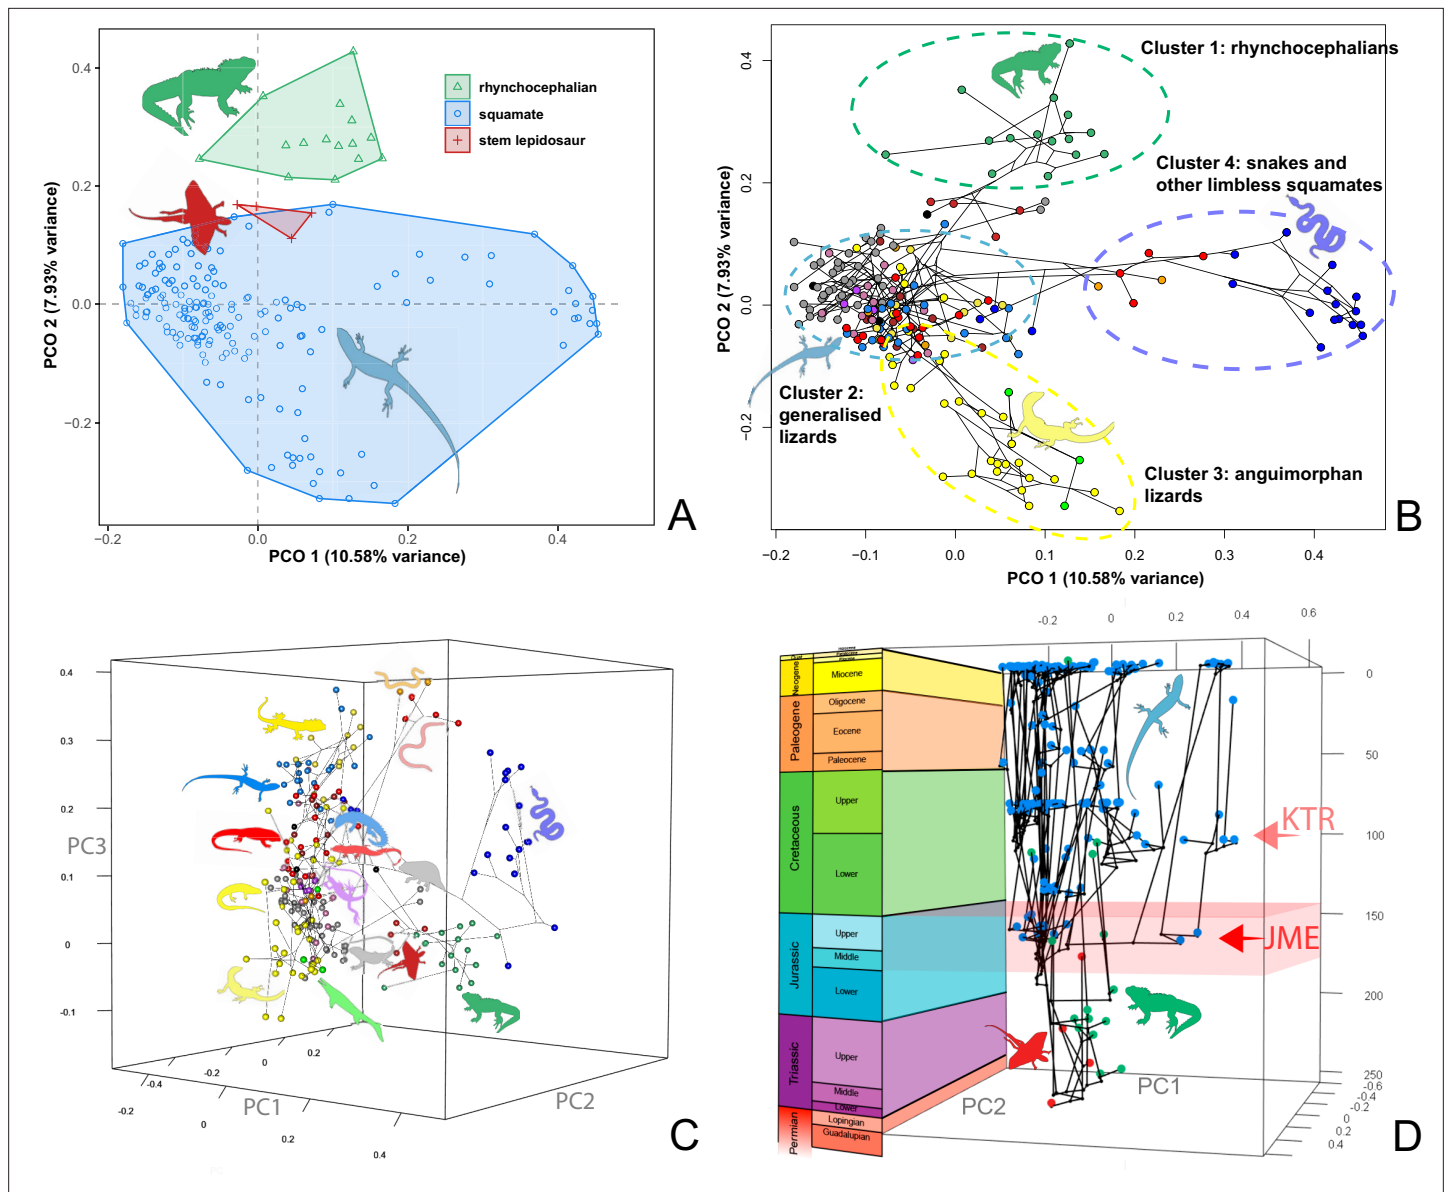 0.4
0.2
0.0
−0.2
PCO 2 (7.93% variance)
rhynchocephalian
squamate
stem lepidosaur
−0.2
0.0
0.2
0.4
PCO 1 (10.58% variance)
A
0.4
0.2
0.0
−0.2
PCO 2 (7.93% variance)
Cluster 1: rhynchocephalians
Cluster 4: snakes and
other limbless squamates
Cluster 2:
generalised
lizards
Cluster 3: anguimorphan
lizards
−0.2
−0.1
0.0
0.1
0.2
0.3
0.4
PCO 1 (10.58% variance)
B
0.4
0.3
0.2
PC3
0.1
0
-0.1
-0.4
-0.2
0
0.2
-0.2
0
0.2
0.4
PC1
PC2
C
-0.2
0
0.2
0.4
0.6
Neogene
Miocene
Paleogene
Oligocene
Eocene
Paleocene
Cretaceous
Upper
Lower
Jurassic
Upper
Middle
Lower
Triassic
Upper
Middle
Lower
Permian
Lopingian
Guadalupian
0
50
100
150
200
250
KTR
JME
PC2
PC1
-0.6
-0.4
-0.2
0
0.2
0.4
D